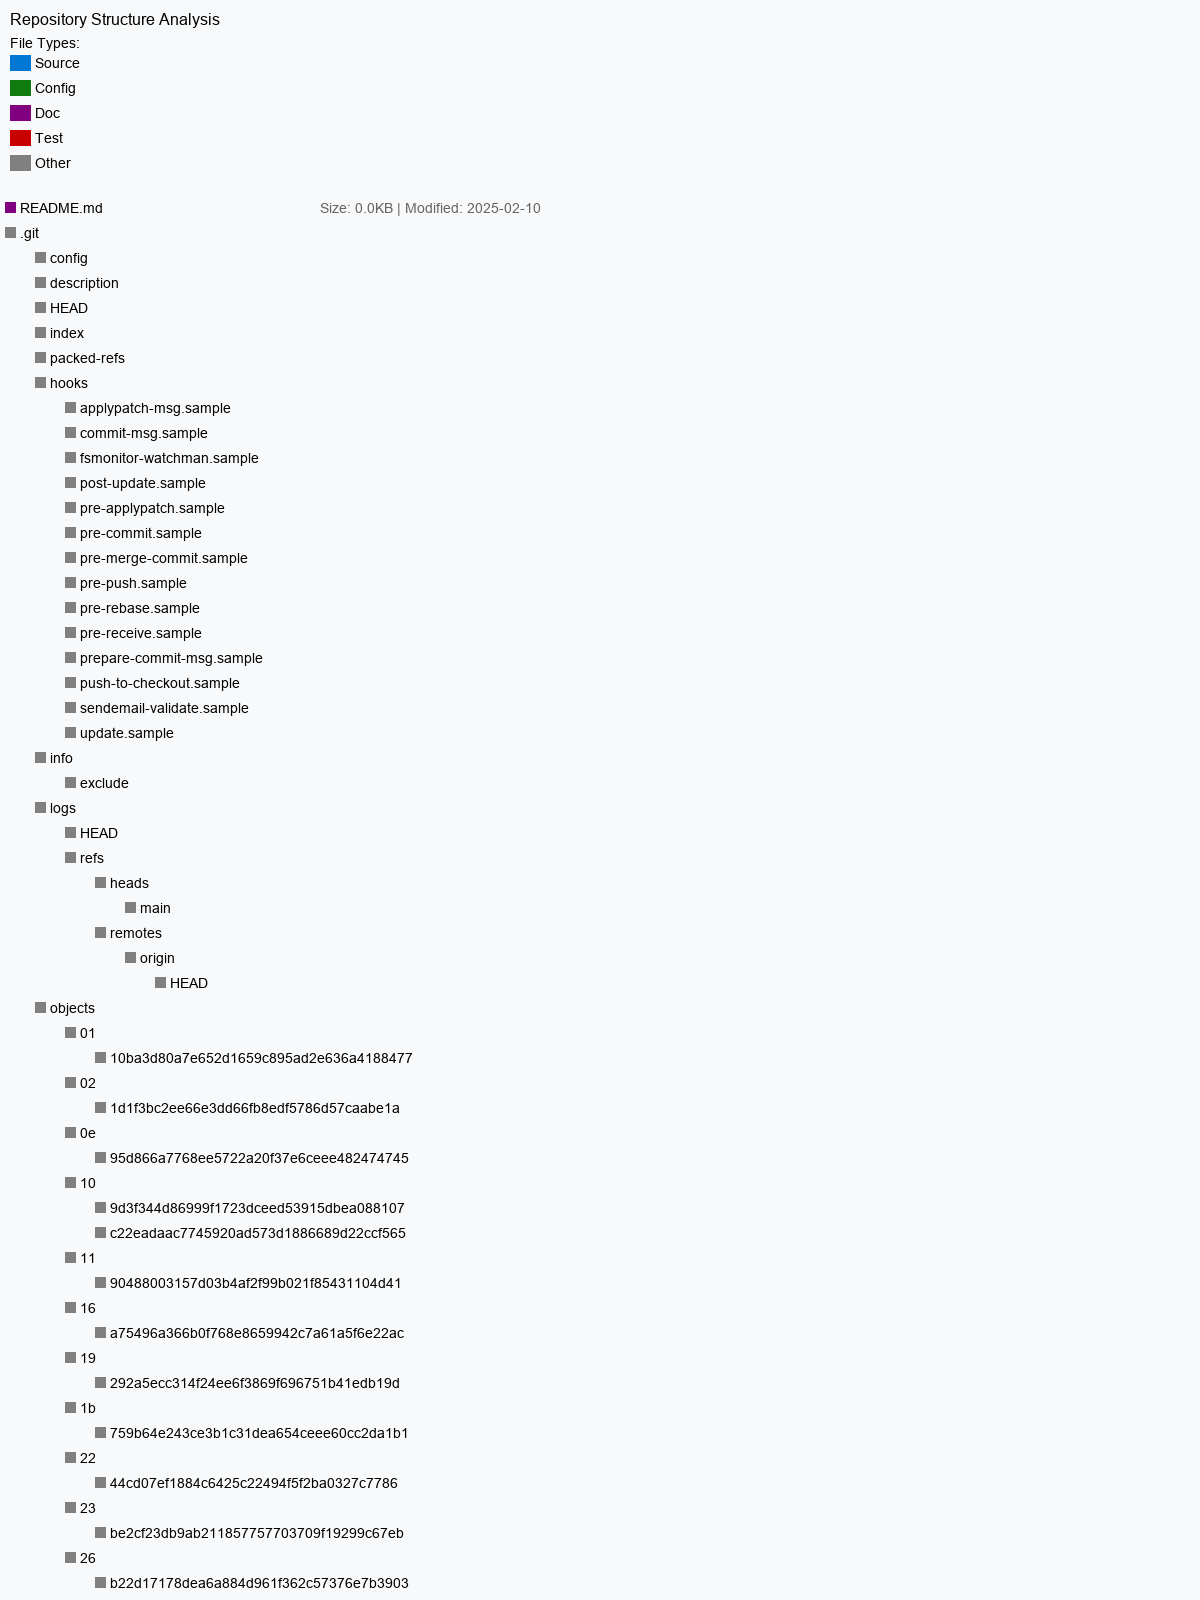 Repository Structure Analysis
File Types:
Source
Config
Doc
Test
Other
README.md Size: 0.0KB | Modified: 2025-02-10
.git
config
description
HEAD
index
packed-refs
hooks
applypatch-msg.sample
commit-msg.sample
fsmonitor-watchman.sample
post-update.sample
pre-applypatch.sample
pre-commit.sample
pre-merge-commit.sample
pre-push.sample
pre-rebase.sample
pre-receive.sample
prepare-commit-msg.sample
push-to-checkout.sample
sendemail-validate.sample
update.sample
info
exclude
logs
HEAD
refs
heads
main
remotes
origin
HEAD
objects
01
10ba3d80a7e652d1659c895ad2e636a4188477
02
1d1f3bc2ee66e3dd66fb8edf5786d57caabe1a
0e
95d866a7768ee5722a20f37e6ceee482474745
10
9d3f344d86999f1723dceed53915dbea088107
c22eadaac7745920ad573d1886689d22ccf565
11
90488003157d03b4af2f99b021f85431104d41
16
a75496a366b0f768e8659942c7a61a5f6e22ac
19
292a5ecc314f24ee6f3869f696751b41edb19d
1b
759b64e243ce3b1c31dea654ceee60cc2da1b1
22
44cd07ef1884c6425c22494f5f2ba0327c7786
23
be2cf23db9ab211857757703709f19299c67eb
26
b22d17178dea6a884d961f362c57376e7b3903